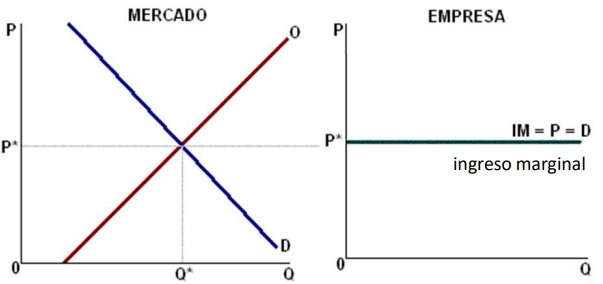 MERCADO
P
O
P*
D
0
Q*
Q
EMPRESA
P
P*
IM = P = D
ingreso marginal
0
Q